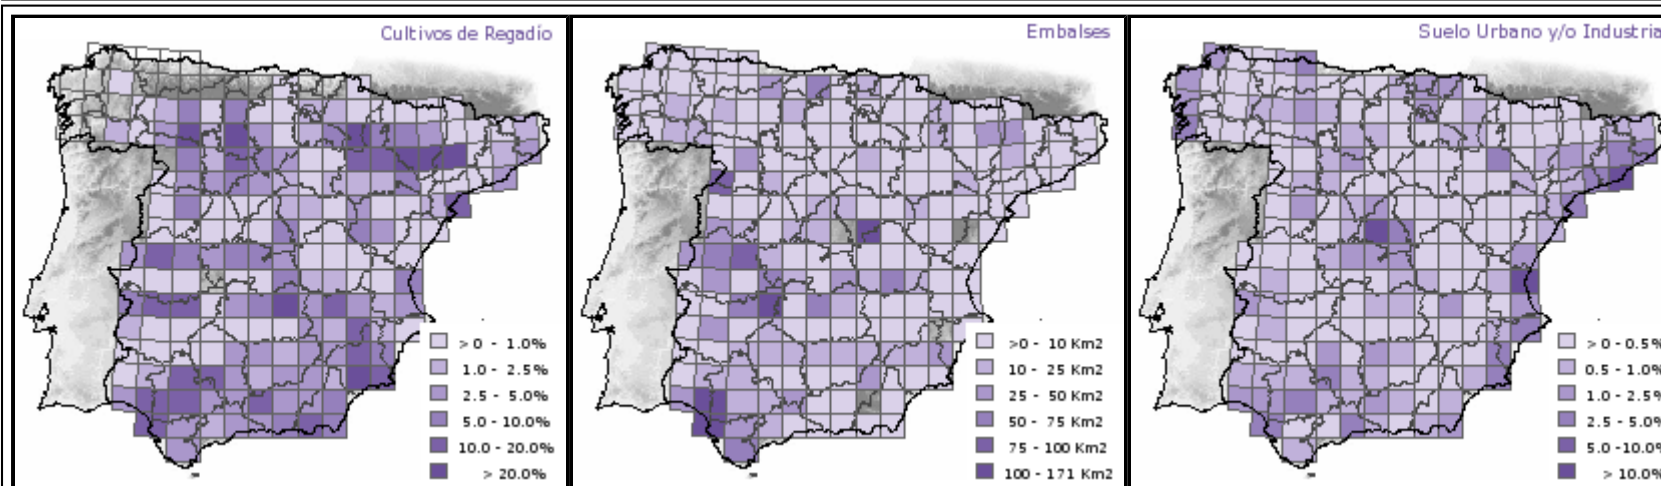 Cultivos de Regadío
> 0 - 1.0%
1.0 - 2.5%
2.5 - 5.0%
5.0 - 10.0%
10.0 - 20.0%
> 20.0%
Embalses
>0 - 10 Km2
10 - 25 Km2
25 - 50 Km2
50 - 75 Km2
75 - 100 Km2
100 - 171 Km2
Suelo Urbano y/o Industria
> 0 - 0.5%
0.5 - 1.0%
1.0 - 2.5%
2.5 - 5.0%
5.0 -10.0%
> 10.0%